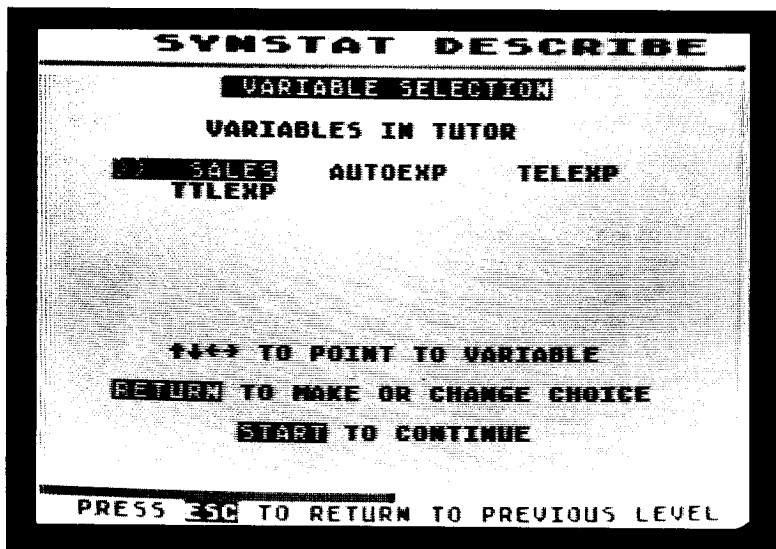 SYNSTAT DESCRIBE
VARIABLE SELECTION
VARIABLES IN TUTOR
>> SALES AUTOEXP TELEXP
TTLEXP
↑↓←→ TO POINT TO VARIABLE
RETURN TO MAKE OR CHANGE CHOICE
START TO CONTINUE
PRESS ESC TO RETURN TO PREVIOUS LEVEL